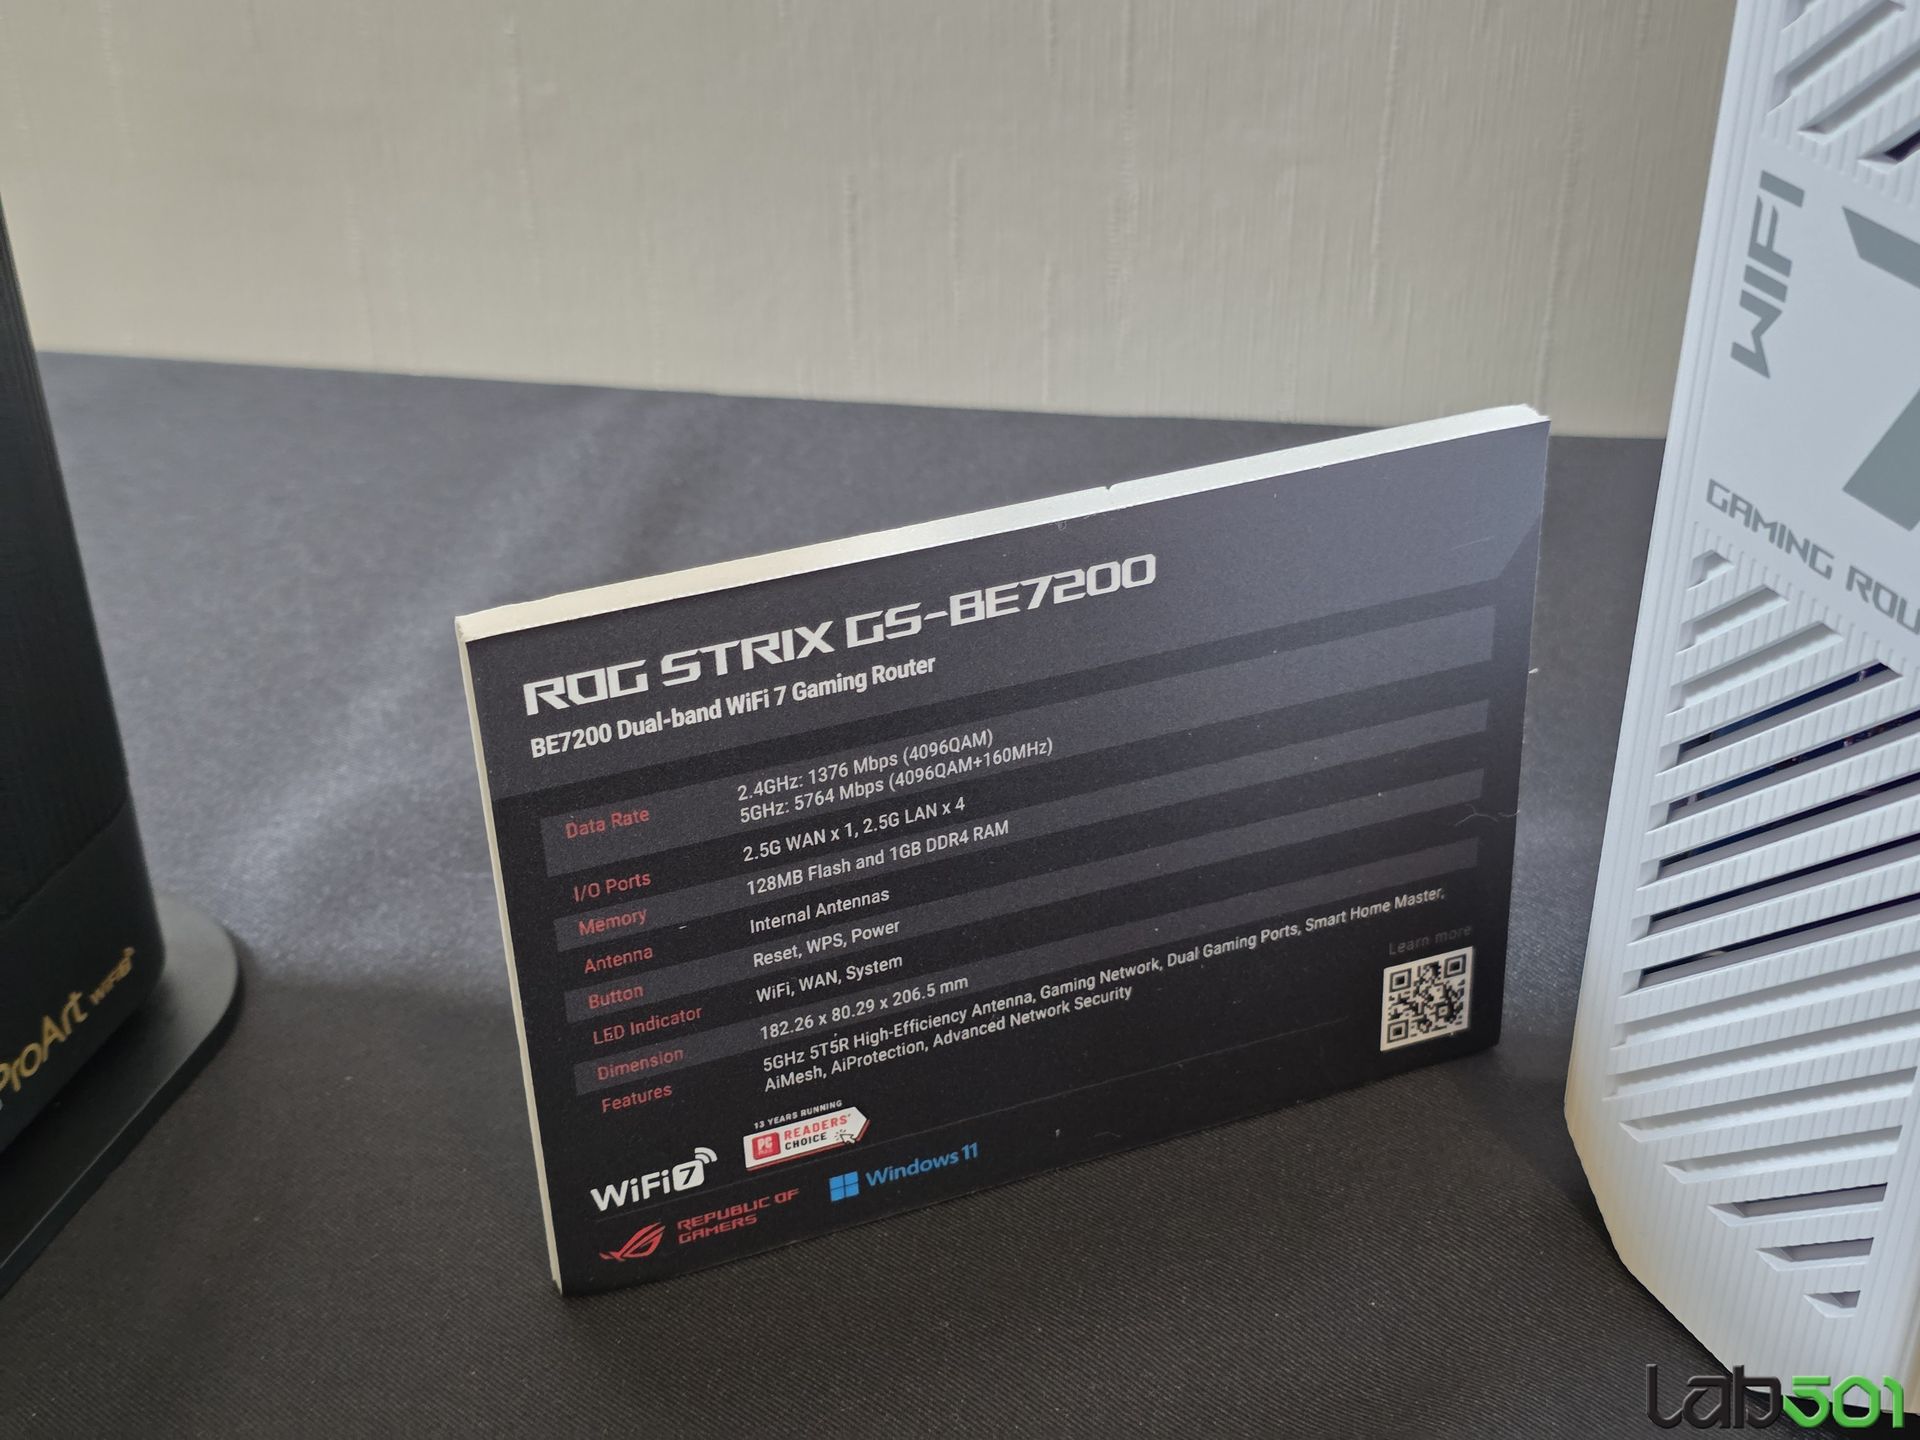 ROG STRIX GS-BE7200
BE7200 Dual-band WiFi 7 Gaming Router
Data Rate
2.4GHz: 1376 Mbps (4096QAM)
5GHz: 5764 Mbps (4096QAM+160MHz)
I/O Ports
2.5G WAN x 1, 2.5G LAN x 4
Memory
128MB Flash and 1GB DDR4 RAM
Antenna
Internal Antennas
Button
Reset, WPS, Power
LED Indicator
WiFi, WAN, System
Dimension
182.26 x 80.29 x 206.5 mm
Features
5GHz 5T5R High-Efficiency Antenna, Gaming Network, Dual Gaming Ports, Smart Home Master,
AiMesh, AiProtection, Advanced Network Security
Learn more
WiFi 7
13 YEARS RUNNING
PC
READERS'
CHOICE
REPUBLIC OF
GAMERS
Windows 11
ProArt
WIFI 7
GAMING ROU
lab501